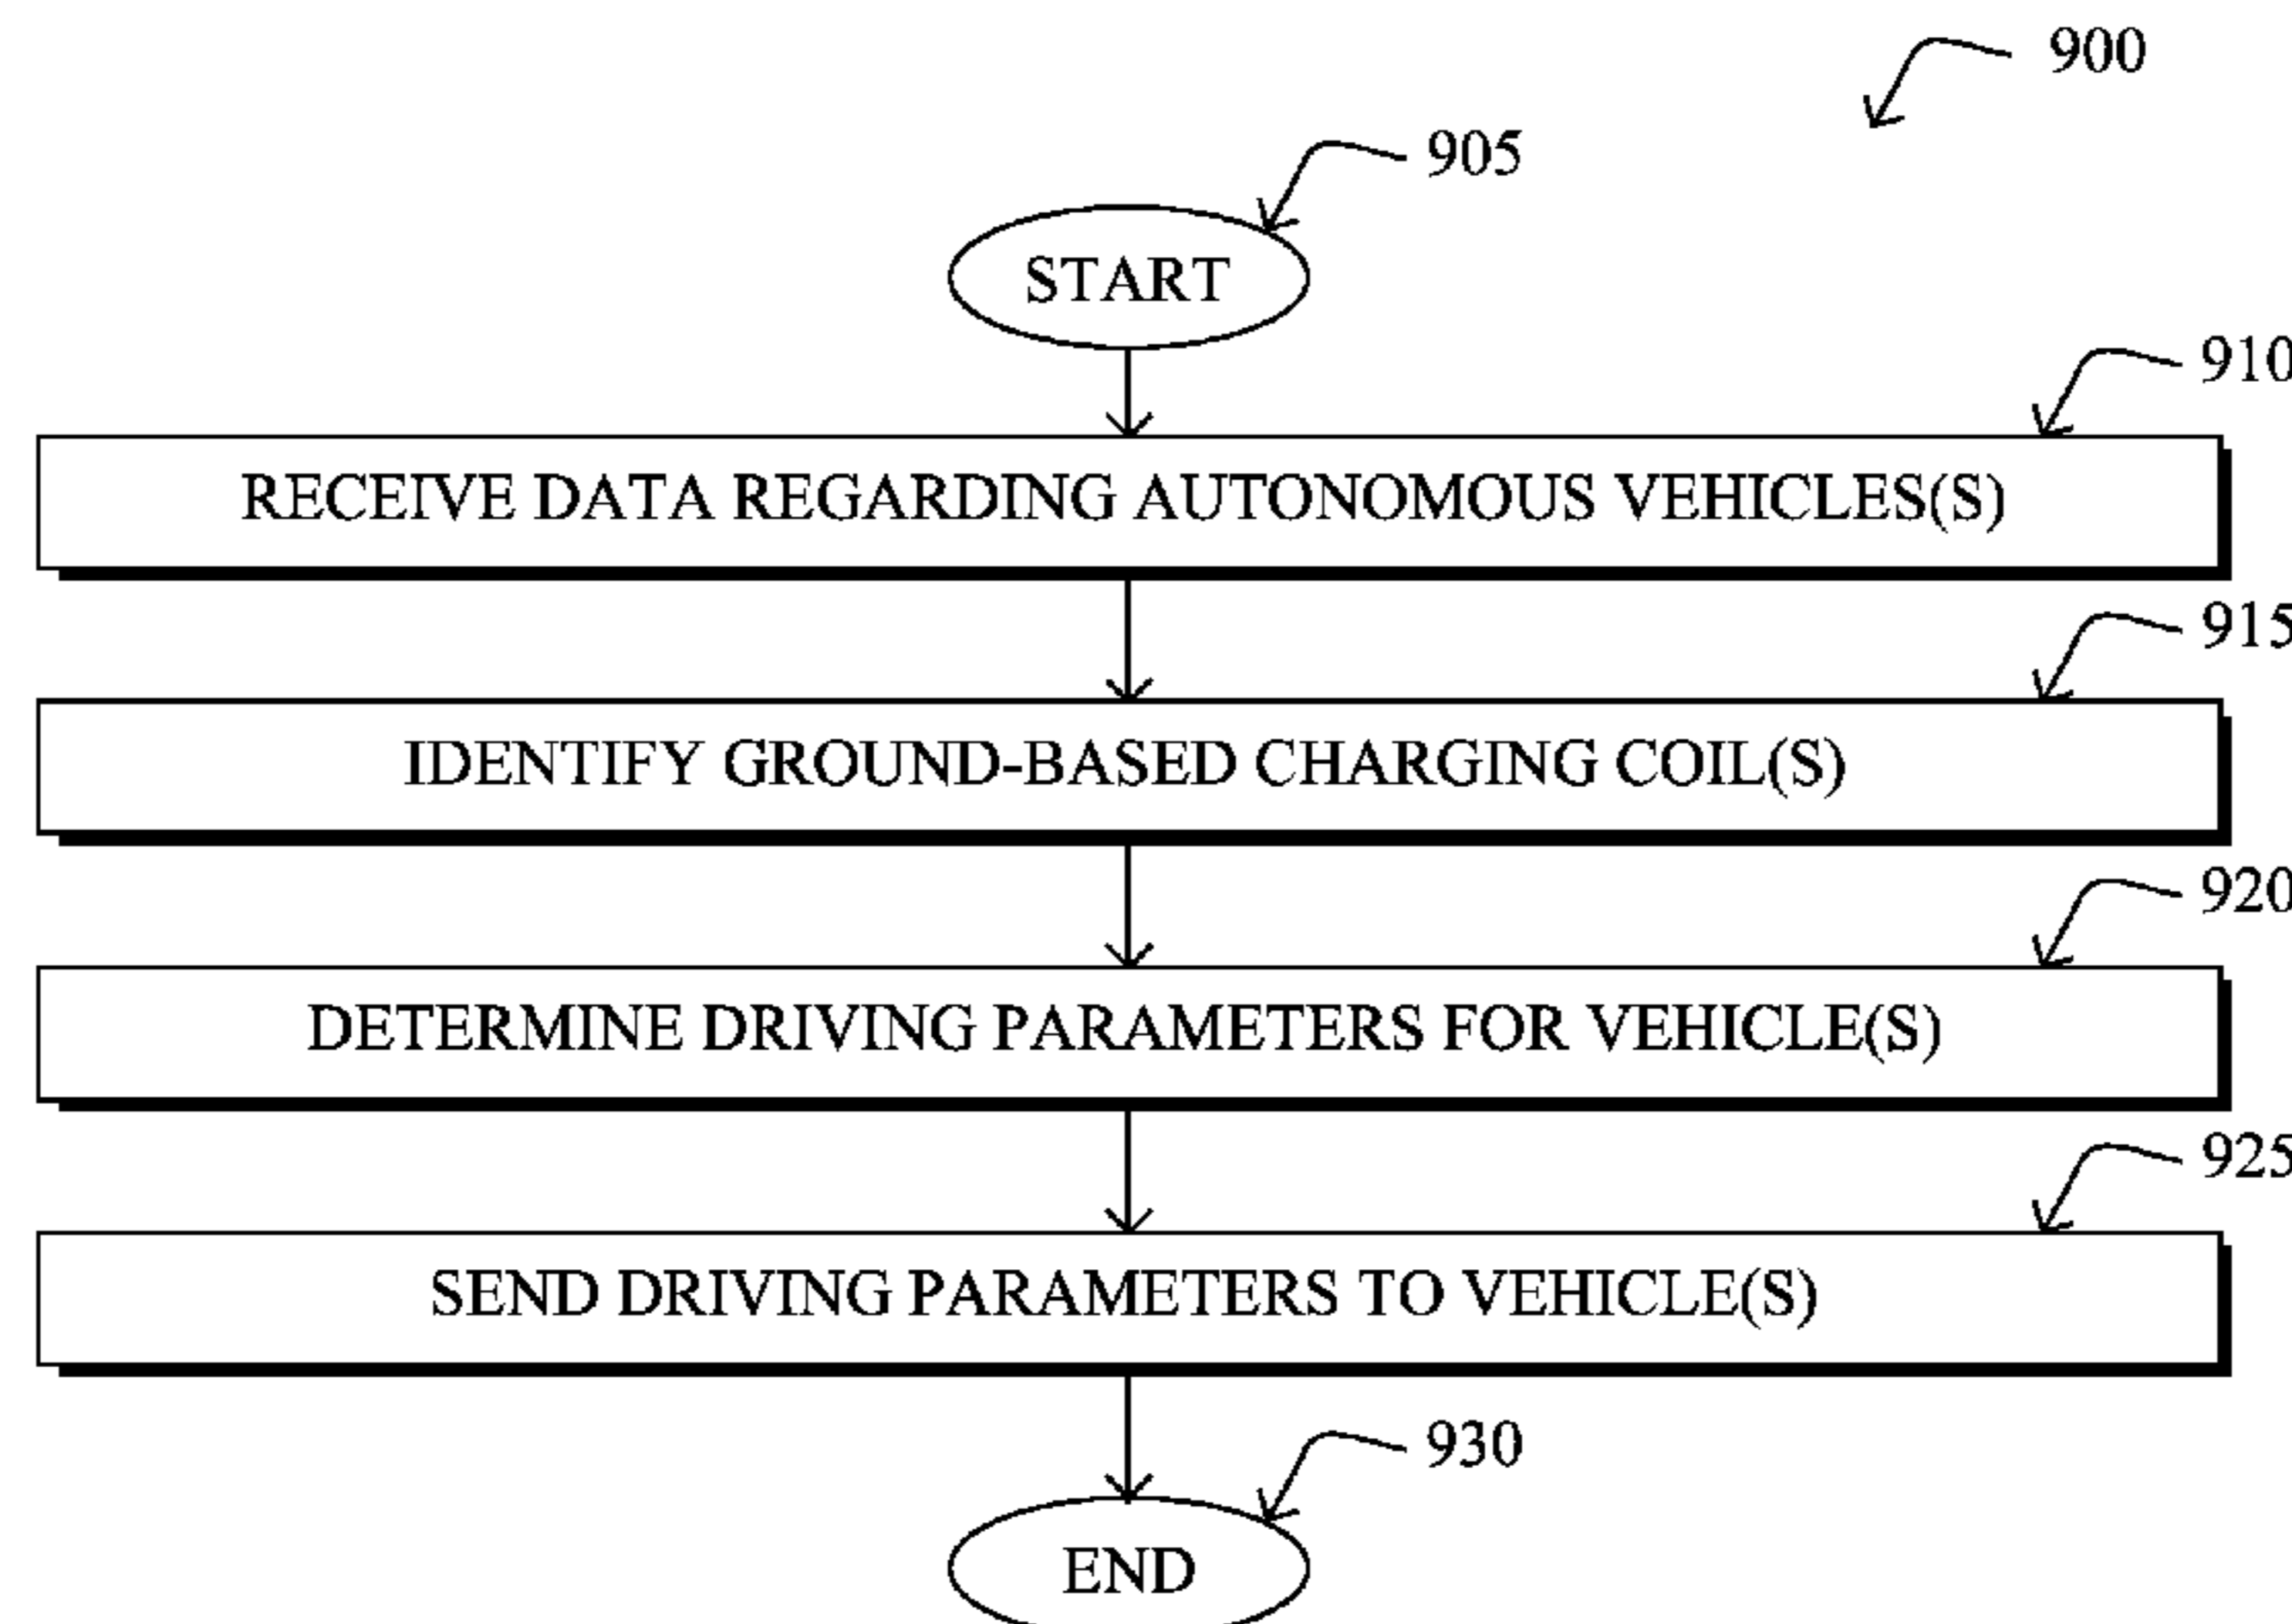 900
905
START
910
RECEIVE DATA REGARDING AUTONOMOUS VEHICLES(S)
915
IDENTIFY GROUND-BASED CHARGING COIL(S)
920
DETERMINE DRIVING PARAMETERS FOR VEHICLE(S)
925
SEND DRIVING PARAMETERS TO VEHICLE(S)
930
END